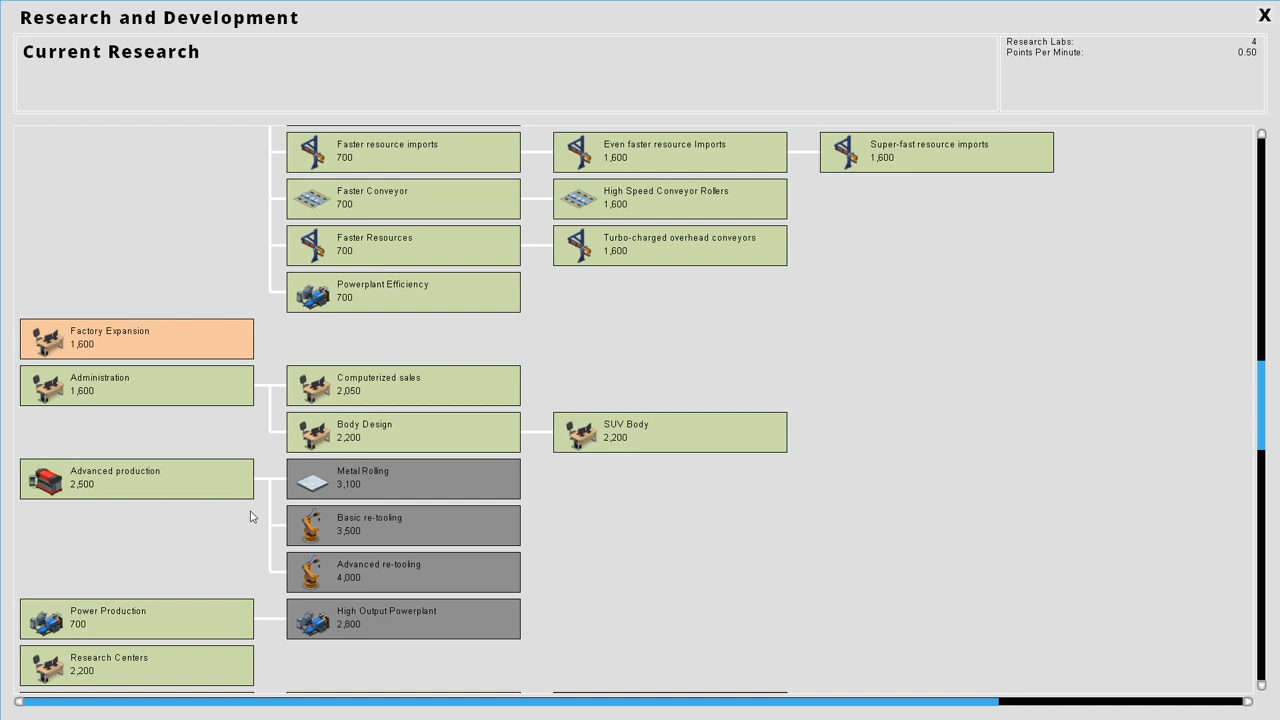 Research and Development
X
Current Research
Research Labs: 4
Points Per Minute: 0.50
Faster resource imports
700
Even faster resource Imports
1,600
Super-fast resource imports
1,600
Faster Conveyor
700
High Speed Conveyor Rollers
1,600
Faster Resources
700
Turbo-charged overhead conveyors
1,600
Powerplant Efficiency
700
Factory Expansion
1,600
Administration
1,600
Computerized sales
2,050
Body Design
2,200
SUV Body
2,200
Advanced production
2,500
Metal Rolling
3,100
Basic re-tooling
3,500
Advanced re-tooling
4,000
Power Production
700
High Output Powerplant
2,800
Research Centers
2,200